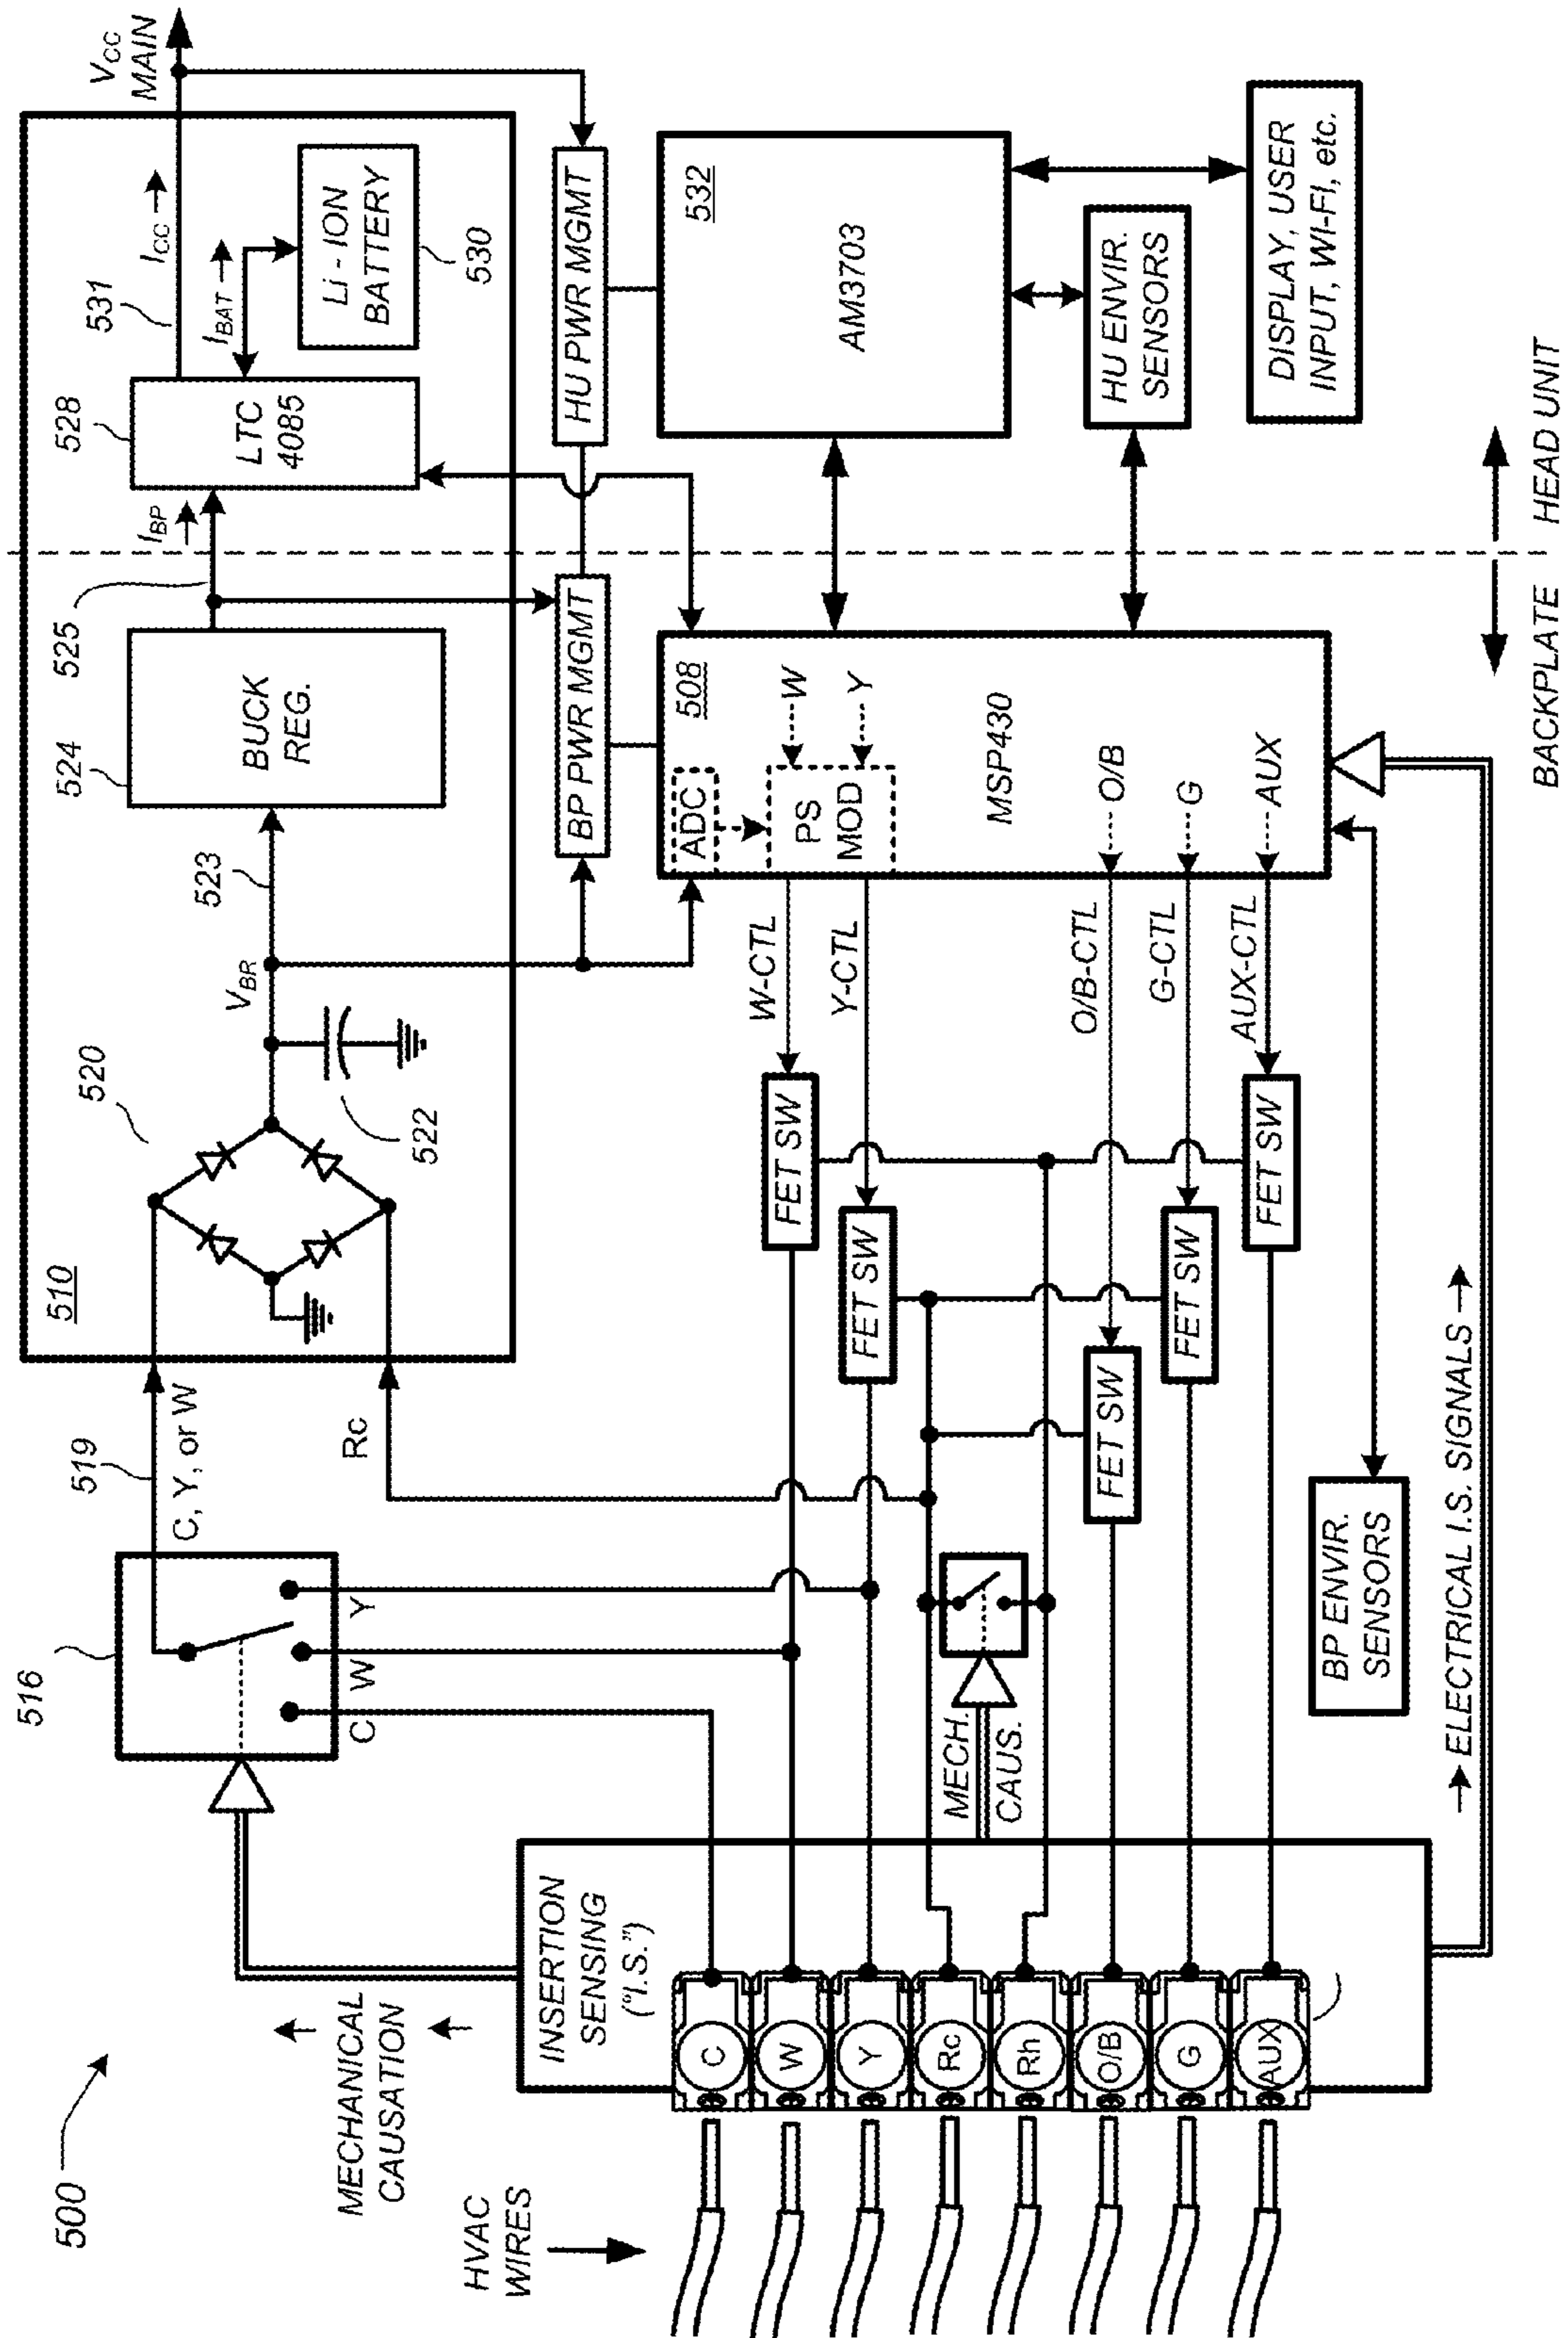 500
HVAC
WIRES
MECHANICAL
CAUSATION
INSERTION
SENSING
("I.S.")
C
W
Y
Rc
Rh
O/B
G
AUX
516
C
W
Y
519
C, Y, or W
Rc
MECH.
CAUS.
510
520
522
VBR
523
524
BUCK
REG.
525
IBP
528
LTC
4085
531
ICC
IBAT
Li - ION
BATTERY
530
VCC
MAIN
BP PWR MGMT
HU PWR MGMT
FET SW
FET SW
FET SW
FET SW
FET SW
W-CTL
Y-CTL
O/B-CTL
G-CTL
AUX-CTL
508
ADC
PS
MOD
W
Y
MSP430
O/B
G
AUX
532
AM3703
HU ENVIR.
SENSORS
DISPLAY, USER
INPUT, WI-FI, etc.
BP ENVIR.
SENSORS
ELECTRICAL I.S. SIGNALS
BACKPLATE
HEAD UNIT